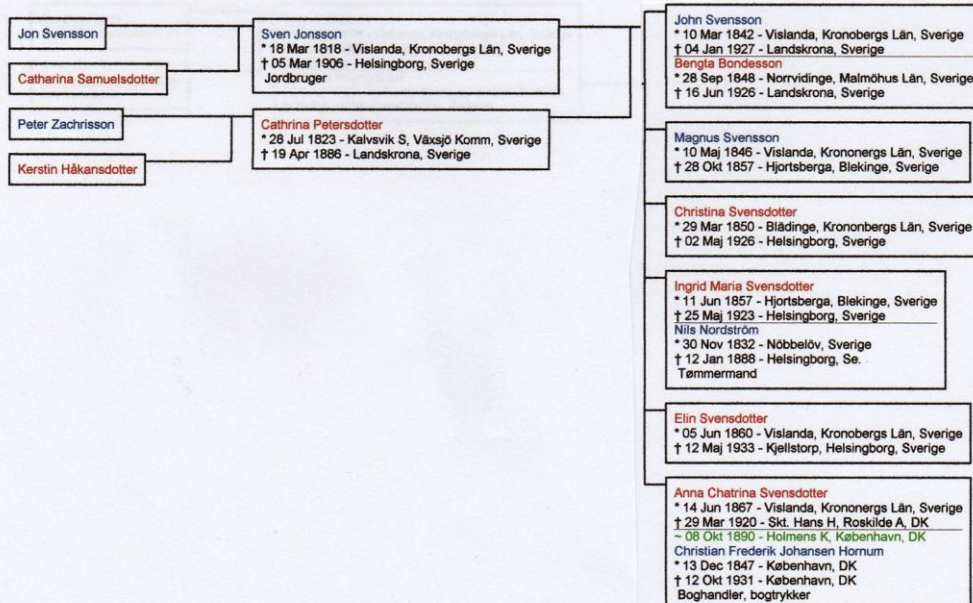 Jon Svensson
Catharina Samuelsdotter
Peter Zachrisson
Kerstin Håkansdotter
Sven Jonsson
* 18 Mar 1818 - Vislanda, Kronobergs Län, Sverige
† 05 Mar 1906 - Helsingborg, Sverige
Jordbruger
Cathrina Petersdotter
* 28 Jul 1823 - Kalvsvik S, Växsjö Komm, Sverige
† 19 Apr 1886 - Landskrona, Sverige
John Svensson
* 10 Mar 1842 - Vislanda, Kronobergs Län, Sverige
† 04 Jan 1927 - Landskrona, Sverige
Bengta Bondesson
* 28 Sep 1848 - Norrvidinge, Malmöhus Län, Sverige
† 16 Jun 1926 - Landskrona, Sverige
Magnus Svensson
* 10 Maj 1846 - Vislanda, Krononergs Län, Sverige
† 28 Okt 1857 - Hjortsberga, Blekinge, Sverige
Christina Svensdotter
* 29 Mar 1850 - Blädinge, Krononbergs Län, Sverige
† 02 Maj 1926 - Helsingborg, Sverige
Ingrid Maria Svensdotter
* 11 Jun 1857 - Hjortsberga, Blekinge, Sverige
† 25 Maj 1923 - Helsingborg, Sverige
Nils Nordström
* 30 Nov 1832 - Nöbbelöv, Sverige
† 12 Jan 1888 - Helsingborg, Se.
Tømmermand
Elin Svensdotter
* 05 Jun 1860 - Vislanda, Kronobergs Län, Sverige
† 12 Maj 1933 - Kjellstorp, Helsingborg, Sverige
Anna Chatrina Svensdotter
* 14 Jun 1867 - Vislanda, Krononergs Län, Sverige
† 29 Mar 1920 - Skt. Hans H, Roskilde A, DK
~ 08 Okt 1890 - Holmens K, København, DK
Christian Frederik Johansen Hornum
* 13 Dec 1847 - København, DK
† 12 Okt 1931 - København, DK
Boghandler, bogtrykker